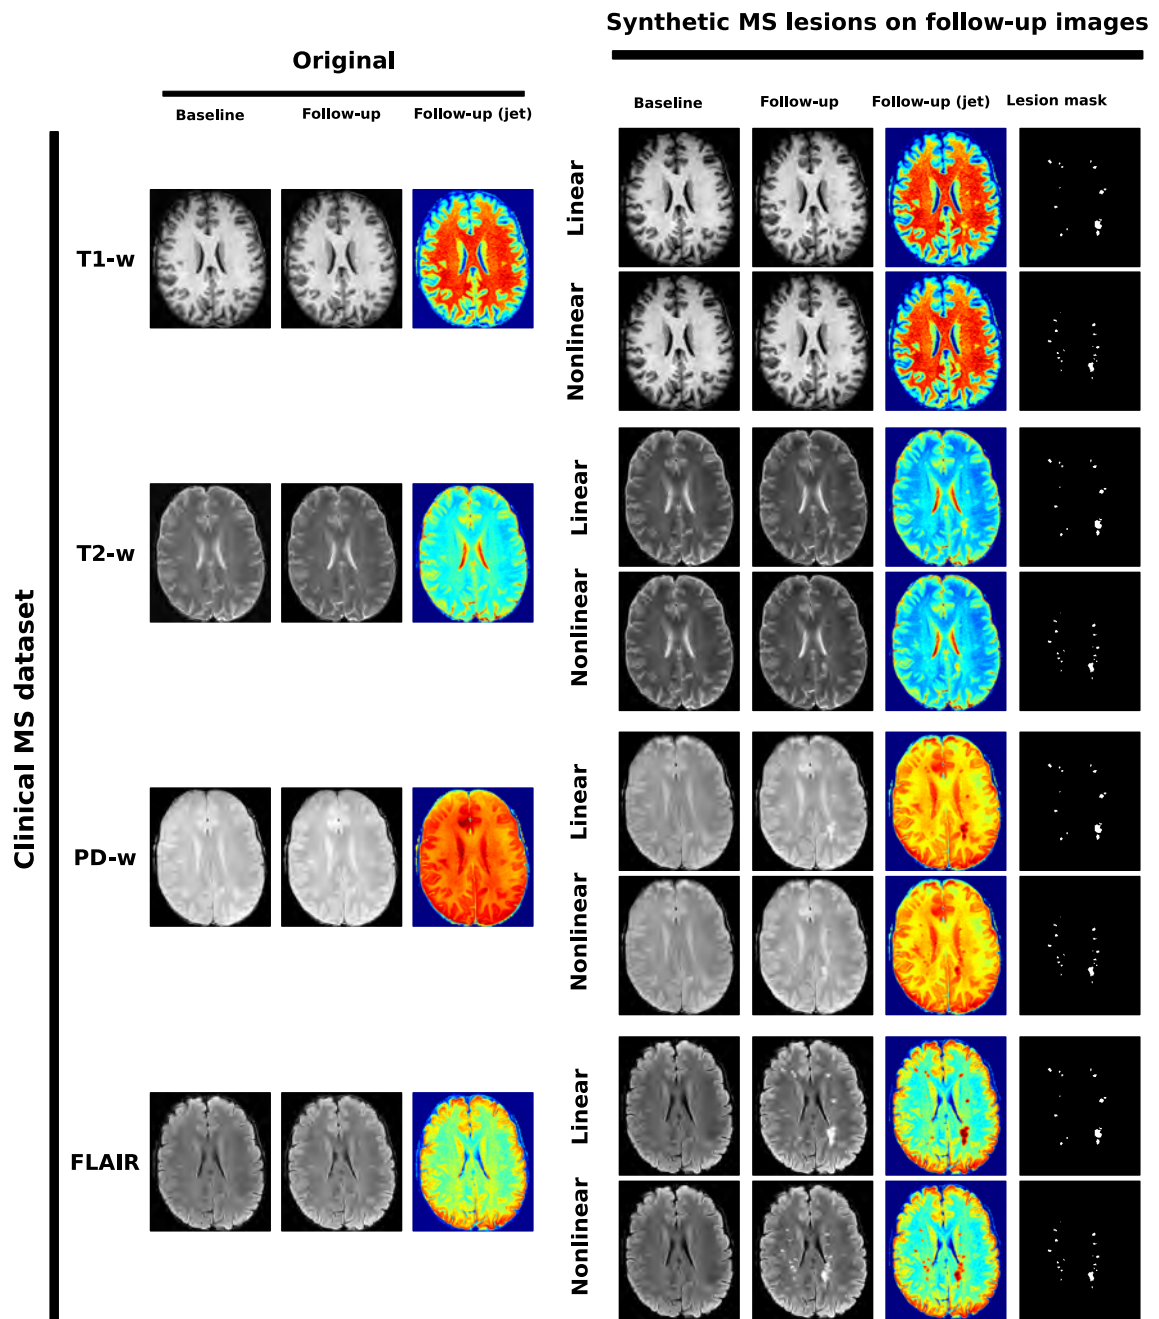 Synthetic MS lesions on follow-up images
Original
Baseline
Follow-up
Follow-up (jet)
Baseline
Follow-up
Follow-up (jet)
Lesion mask
Clinical MS dataset
T1-w
Linear
Nonlinear
T2-w
Linear
Nonlinear
PD-w
Linear
Nonlinear
FLAIR
Linear
Nonlinear